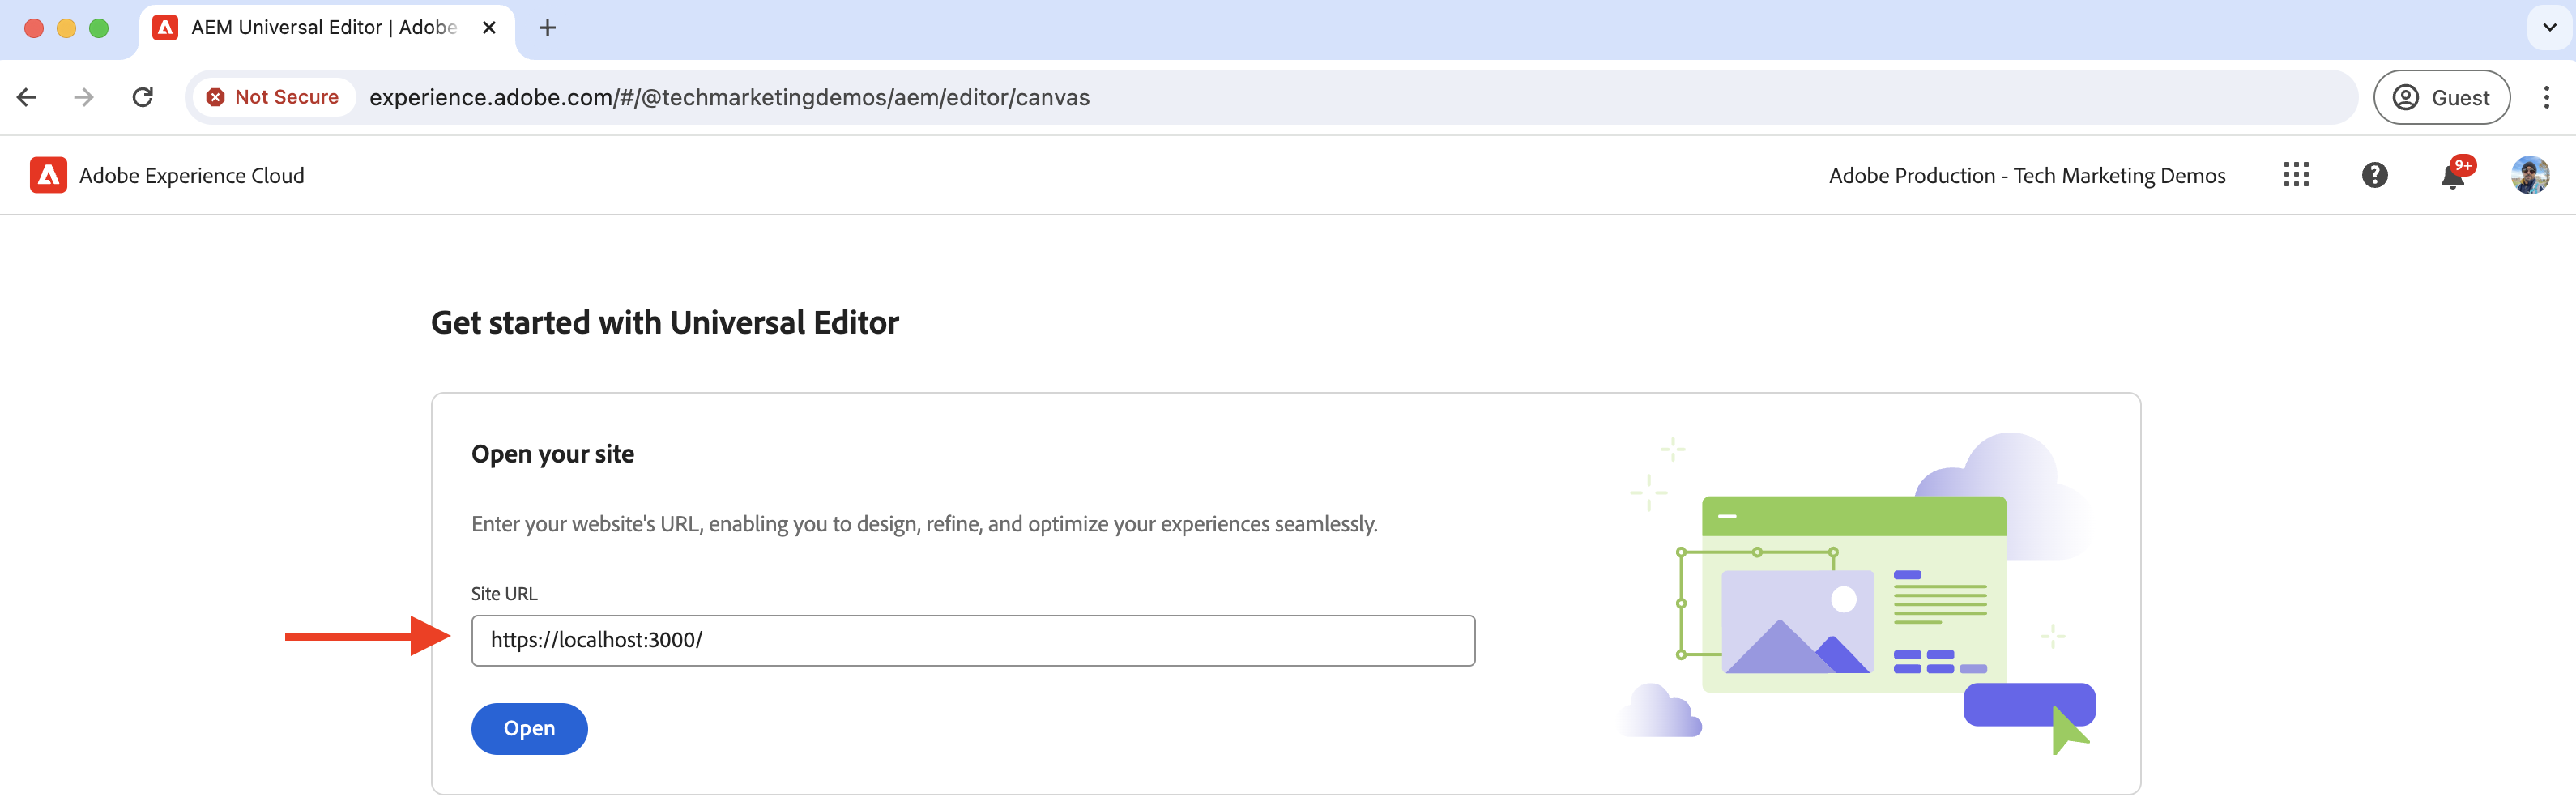 AEM Universal Editor | Adobe
Not Secure
experience.adobe.com/#/@techmarketingdemos/aem/editor/canvas
Guest
Adobe Experience Cloud
Adobe Production - Tech Marketing Demos
9+
Get started with Universal Editor
Open your site
Enter your website's URL, enabling you to design, refine, and optimize your experiences seamlessly.
Site URL
https://localhost:3000/
Open